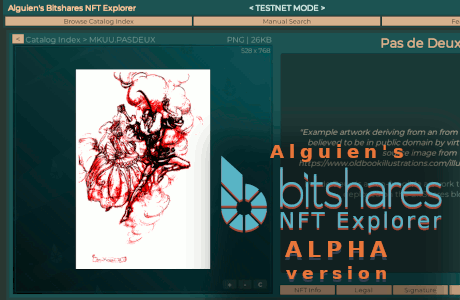 Alguien's Bitshares NFT Explorer
< TESTNET MODE >
Browse Catalog Index
Manual Search
Fe
<
Catalog Index > MKUU.PASDEUX
PNG | 26KB
528 x 768
Pas de Deux
"Example artwork deriving from an from
believed to be in public domain by virt
source image from
https://www.oldbookillustrations.com/illu
Alguien's
bitshares
NFT Explorer
ALPHA
version
+
-
C
NFT Info
Legal
Signature